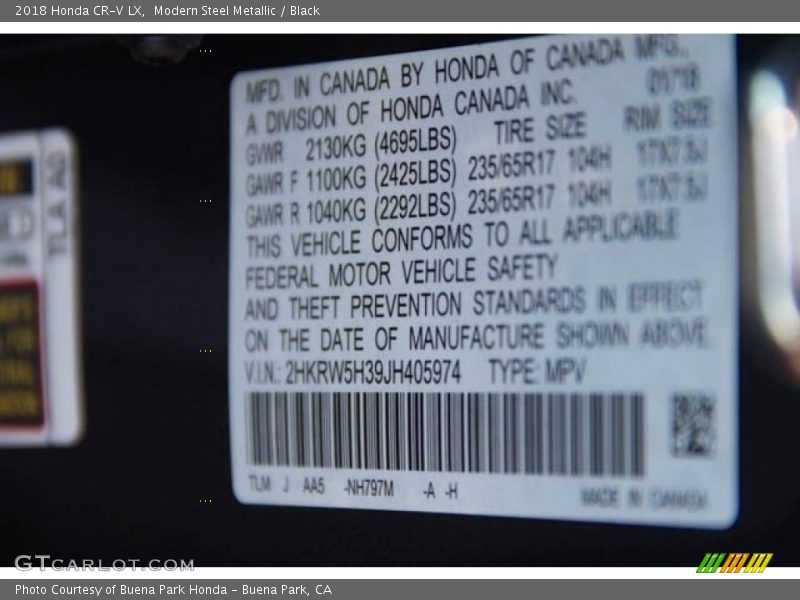 2018 Honda CR-V LX, Modern Steel Metallic / Black
MFD. IN CANADA BY HONDA OF CANADA MFG.,
A DIVISION OF HONDA CANADA INC. 01/18
GVWR 2130KG (4695LBS) TIRE SIZE RIM SIZE
GAWR F 1100KG (2425LBS) 235/65R17 104H 17X7.5J
GAWR R 1040KG (2292LBS) 235/65R17 104H 17X7.5J
THIS VEHICLE CONFORMS TO ALL APPLICABLE
FEDERAL MOTOR VEHICLE SAFETY
AND THEFT PREVENTION STANDARDS IN EFFECT
ON THE DATE OF MANUFACTURE SHOWN ABOVE.
V.I.N.: 2HKRW5H39JH405974 TYPE: MPV
TLM J AA5 -NH797M -A -H MADE IN CANADA
TLA A0
GTCARLOT.COM
Photo Courtesy of Buena Park Honda - Buena Park, CA